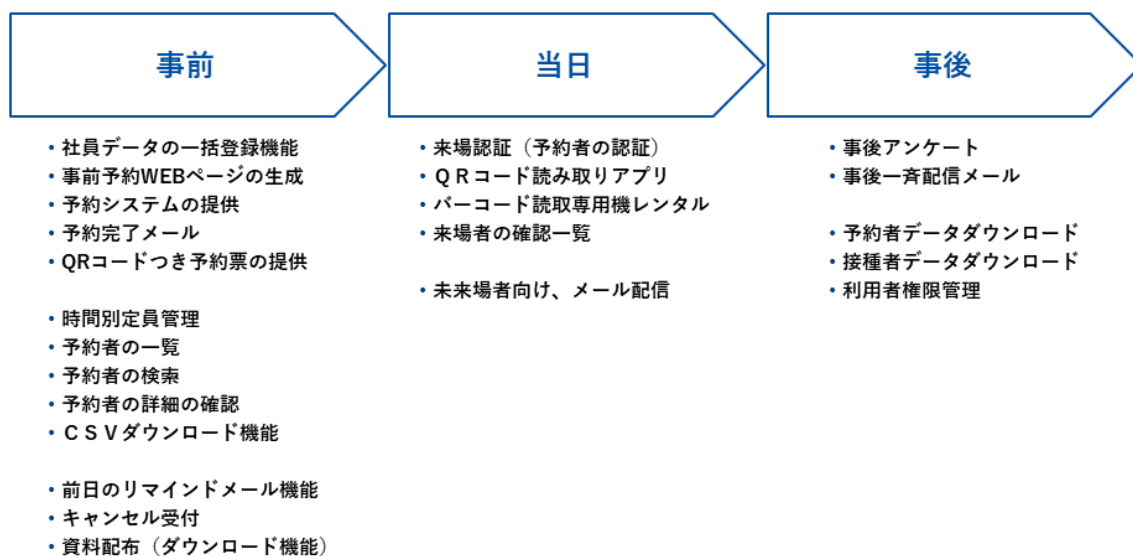 事前
・社員データの一括登録機能
・事前予約WEBページの生成
・予約システムの提供
・予約完了メール
・QRコードつき予約票の提供
・時間別定員管理
・予約者の一覧
・予約者の検索
・予約者の詳細の確認
・ＣＳＶダウンロード機能
・前日のリマインドメール機能
・キャンセル受付
・資料配布（ダウンロード機能）
当日
・来場認証（予約者の認証）
・ＱＲコード読み取りアプリ
・バーコード読取専用機レンタル
・来場者の確認一覧
・未来場者向け、メール配信
事後
・事後アンケート
・事後一斉配信メール
・予約者データダウンロード
・接種者データダウンロード
・利用者権限管理